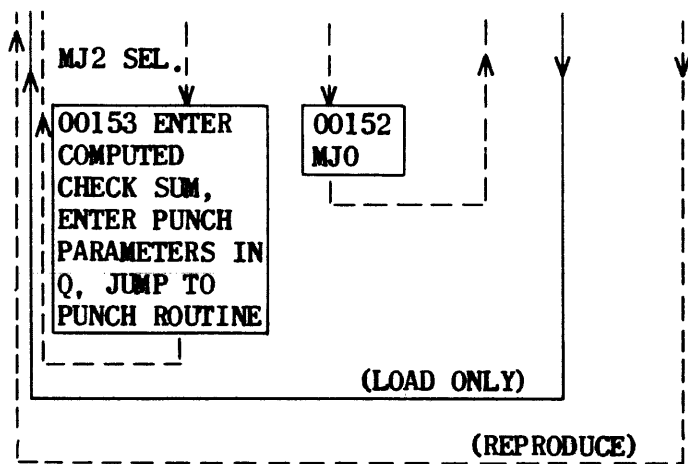 MJ2 SEL.
00153 ENTER
COMPUTED
CHECK SUM,
ENTER PUNCH
PARAMETERS IN
Q, JUMP TO
PUNCH ROUTINE
00152
MJ0
(LOAD ONLY)
(REPRODUCE)